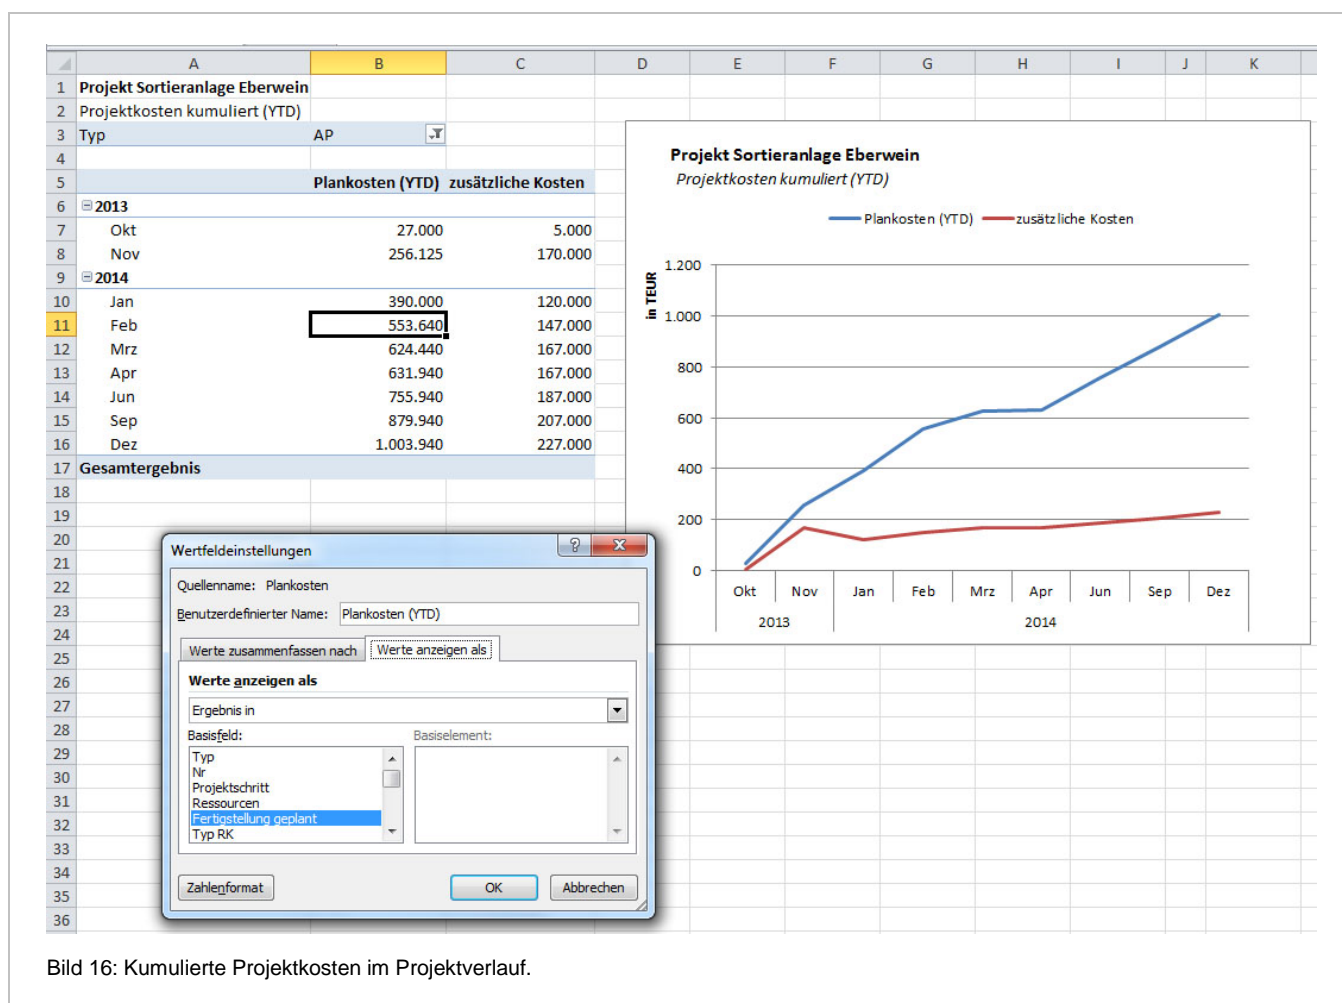 A B C D E F G H I J K
1 Projekt Sortieranlage Eberwein
2 Projektkosten kumuliert (YTD)
3 Typ AP
4
5 Plankosten (YTD) zusätzliche Kosten
6 2013
7 Okt 27.000 5.000
8 Nov 256.125 170.000
9 2014
10 Jan 390.000 120.000
11 Feb 553.640 147.000
12 Mrz 624.440 167.000
13 Apr 631.940 167.000
14 Jun 755.940 187.000
15 Sep 879.940 207.000
16 Dez 1.003.940 227.000
17 Gesamtergebnis
18
19
20
21
22
23
24
25
26
27
28
29
30
31
32
33
34
35
36
Projekt Sortieranlage Eberwein
Projektkosten kumuliert (YTD)
Plankosten (YTD) zusätzliche Kosten
in TEUR
1.200
1.000
800
600
400
200
0
Okt Nov Jan Feb Mrz Apr Jun Sep Dez
2013 2014
Wertfeldeinstellungen
Quellenname: Plankosten
Benutzerdefinierter Name: Plankosten (YTD)
Werte zusammenfassen nach Werte anzeigen als
Werte anzeigen als
Ergebnis in
Basisfeld: Basiselement:
Typ
Nr
Projektschritt
Ressourcen
Fertigstellung geplant
Typ RK
Zahlenformat OK Abbrechen
Bild 16: Kumulierte Projektkosten im Projektverlauf.